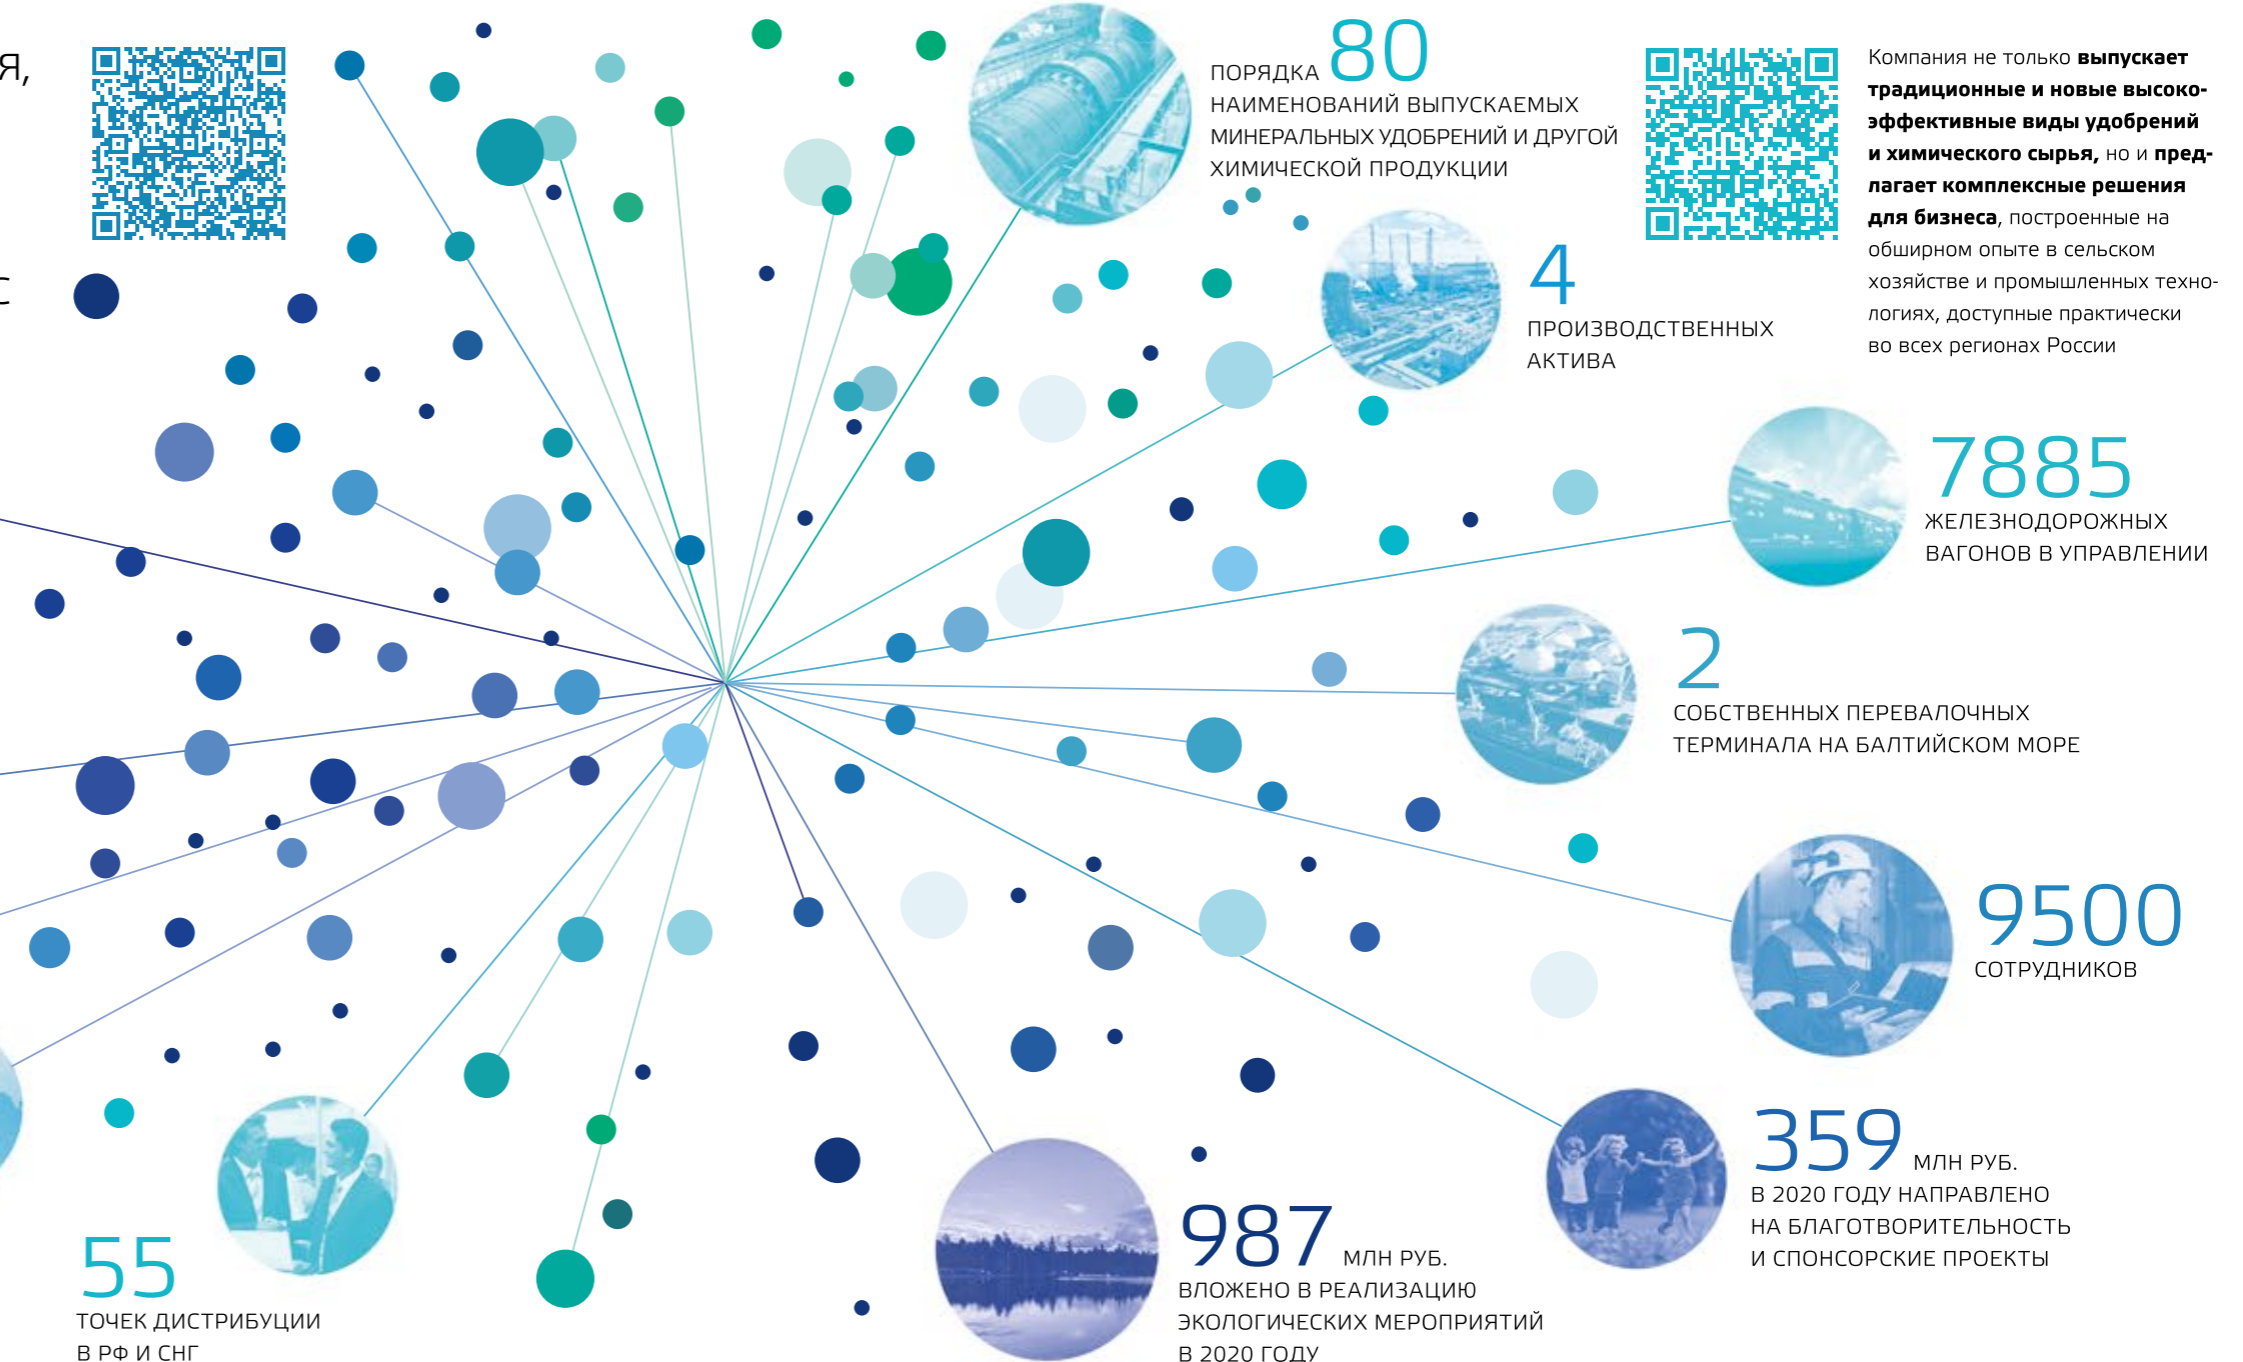 я,
с
ПОРЯДКА 80
НАИМЕНОВАНИЙ ВЫПУСКАЕМЫХ
МИНЕРАЛЬНЫХ УДОБРЕНИЙ И ДРУГОЙ
ХИМИЧЕСКОЙ ПРОДУКЦИИ
Компания не только выпускает
традиционные и новые высоко-
эффективные виды удобрений
и химического сырья, но и пред-
лагает комплексные решения
для бизнеса, построенные на
обширном опыте в сельском
хозяйстве и промышленных техно-
логиях, доступные практически
во всех регионах России
4
ПРОИЗВОДСТВЕННЫХ
АКТИВА
7885
ЖЕЛЕЗНОДОРОЖНЫХ
ВАГОНОВ В УПРАВЛЕНИИ
2
СОБСТВЕННЫХ ПЕРЕВАЛОЧНЫХ
ТЕРМИНАЛА НА БАЛТИЙСКОМ МОРЕ
9500
СОТРУДНИКОВ
359 МЛН РУБ.
В 2020 ГОДУ НАПРАВЛЕНО
НА БЛАГОТВОРИТЕЛЬНОСТЬ
И СПОНСОРСКИЕ ПРОЕКТЫ
987 МЛН РУБ.
ВЛОЖЕНО В РЕАЛИЗАЦИЮ
ЭКОЛОГИЧЕСКИХ МЕРОПРИЯТИЙ
В 2020 ГОДУ
55
ТОЧЕК ДИСТРИБУЦИИ
В РФ И СНГ